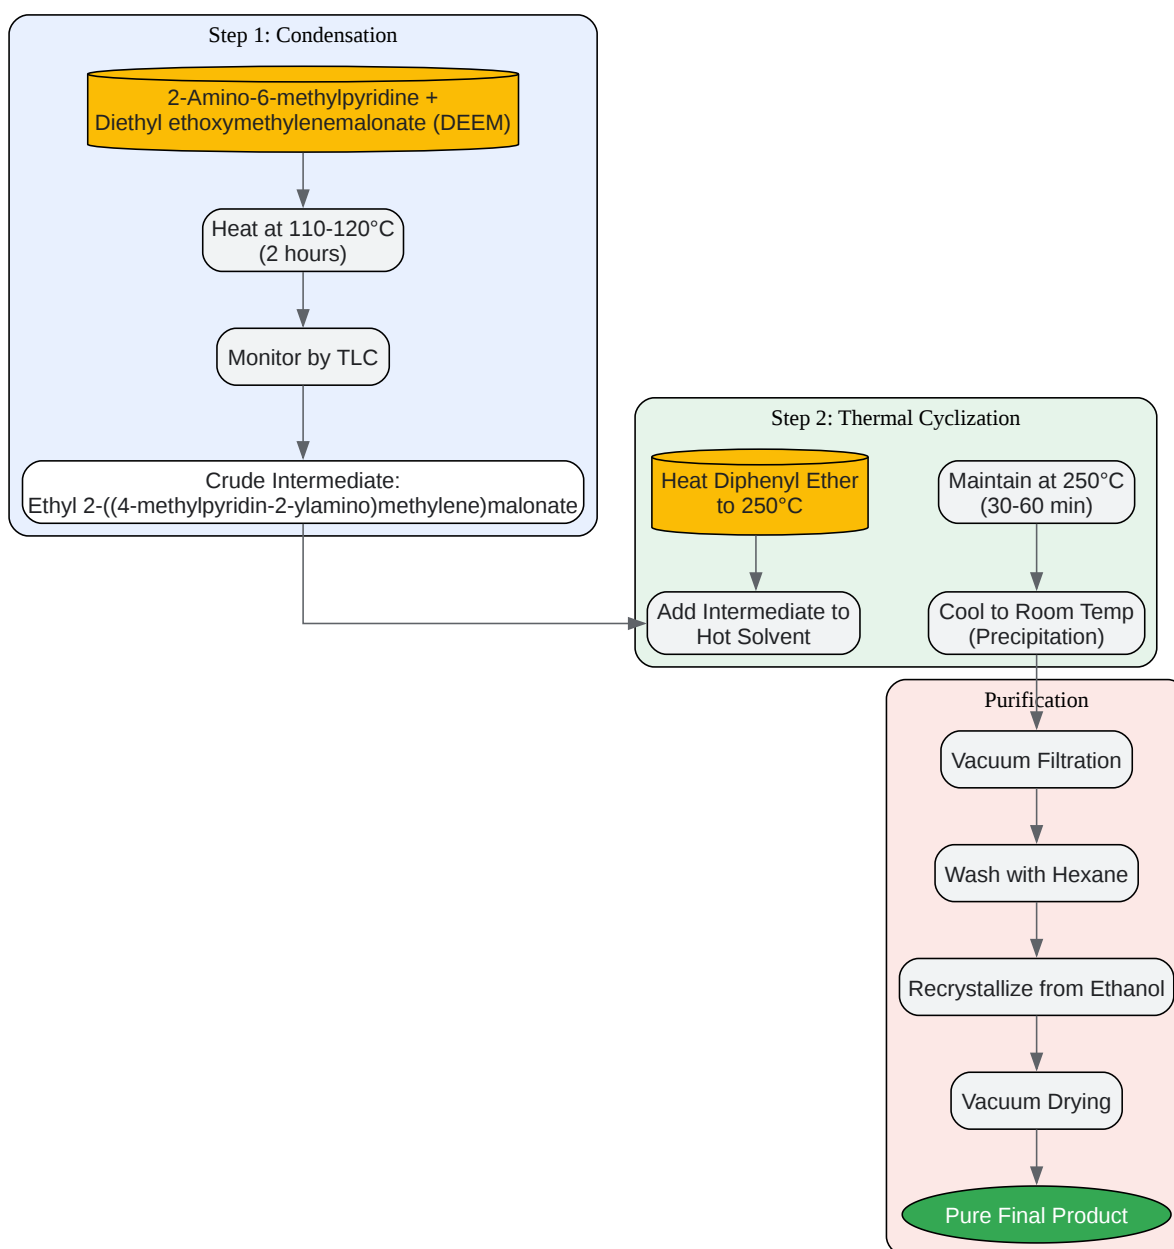 Step 1: Condensation
2-Amino-6-methylpyridine +
Diethyl ethoxymethylenemalonate (DEEM)
Heat at 110-120°C
(2 hours)
Monitor by TLC
Crude Intermediate:
Ethyl 2-((4-methylpyridin-2-ylamino)methylene)malonate
Step 2: Thermal Cyclization
Heat Diphenyl Ether
to 250°C
Add Intermediate to
Hot Solvent
Maintain at 250°C
(30-60 min)
Cool to Room Temp
(Precipitation)
Purification
Vacuum Filtration
Wash with Hexane
Recrystallize from Ethanol
Vacuum Drying
Pure Final Product